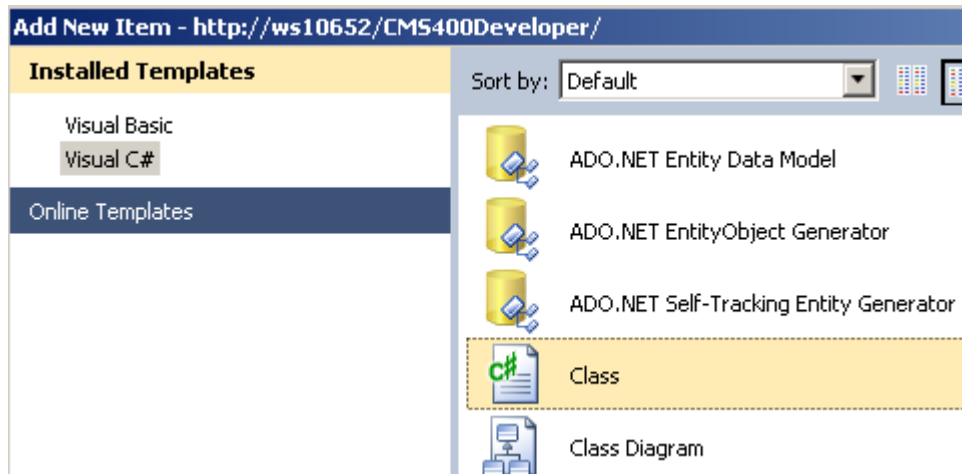 Add New Item - http://ws10652/CMS400Developer/
Installed Templates
Visual Basic
Visual C#
Online Templates
Sort by: Default
ADO.NET Entity Data Model
ADO.NET EntityObject Generator
ADO.NET Self-Tracking Entity Generator
C# Class
Class Diagram